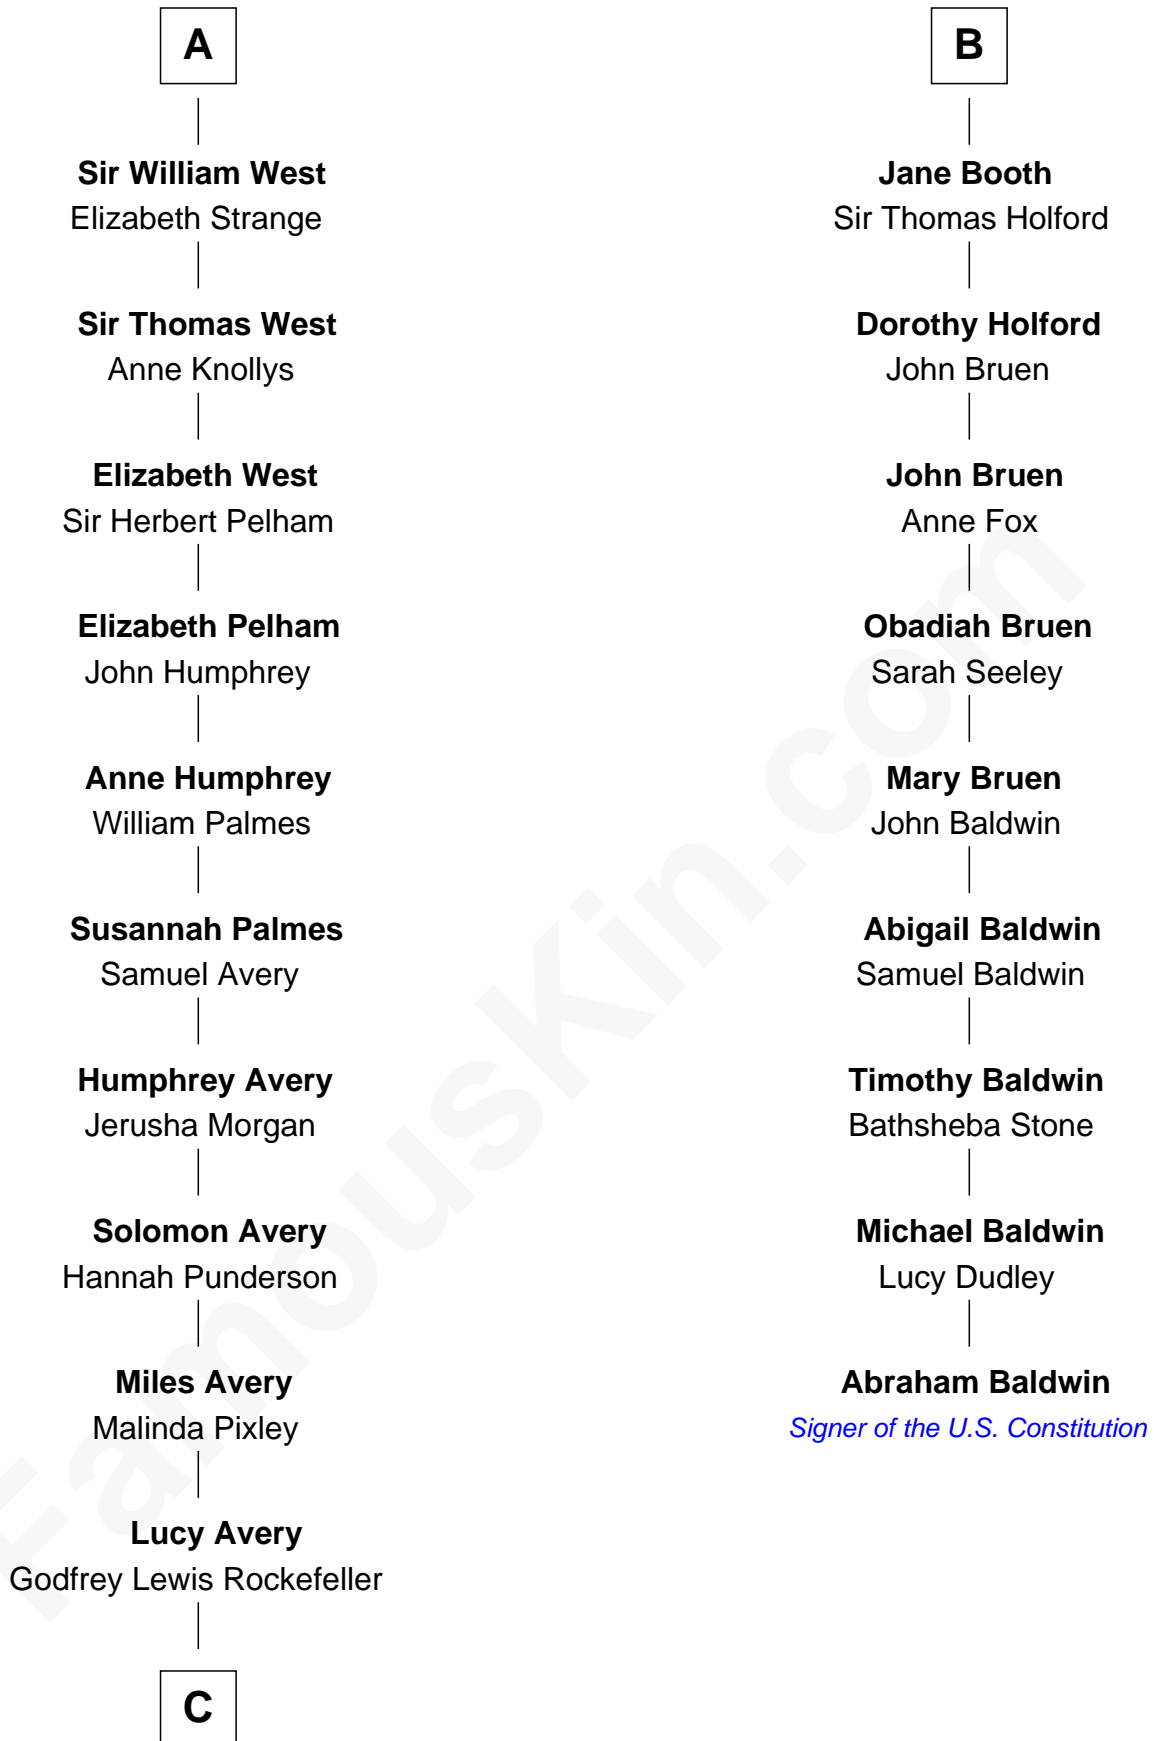 A
Sir William West
Elizabeth Strange
Sir Thomas West
Anne Knollys
Elizabeth West
Sir Herbert Pelham
Elizabeth Pelham
John Humphrey
Anne Humphrey
William Palmes
Susannah Palmes
Samuel Avery
Humphrey Avery
Jerusha Morgan
Solomon Avery
Hannah Punderson
Miles Avery
Malinda Pixley
Lucy Avery
Godfrey Lewis Rockefeller
C
B
Jane Booth
Sir Thomas Holford
Dorothy Holford
John Bruen
John Bruen
Anne Fox
Obadiah Bruen
Sarah Seeley
Mary Bruen
John Baldwin
Abigail Baldwin
Samuel Baldwin
Timothy Baldwin
Bathsheba Stone
Michael Baldwin
Lucy Dudley
Abraham Baldwin
Signer of the U.S. Constitution
FamousKin.com